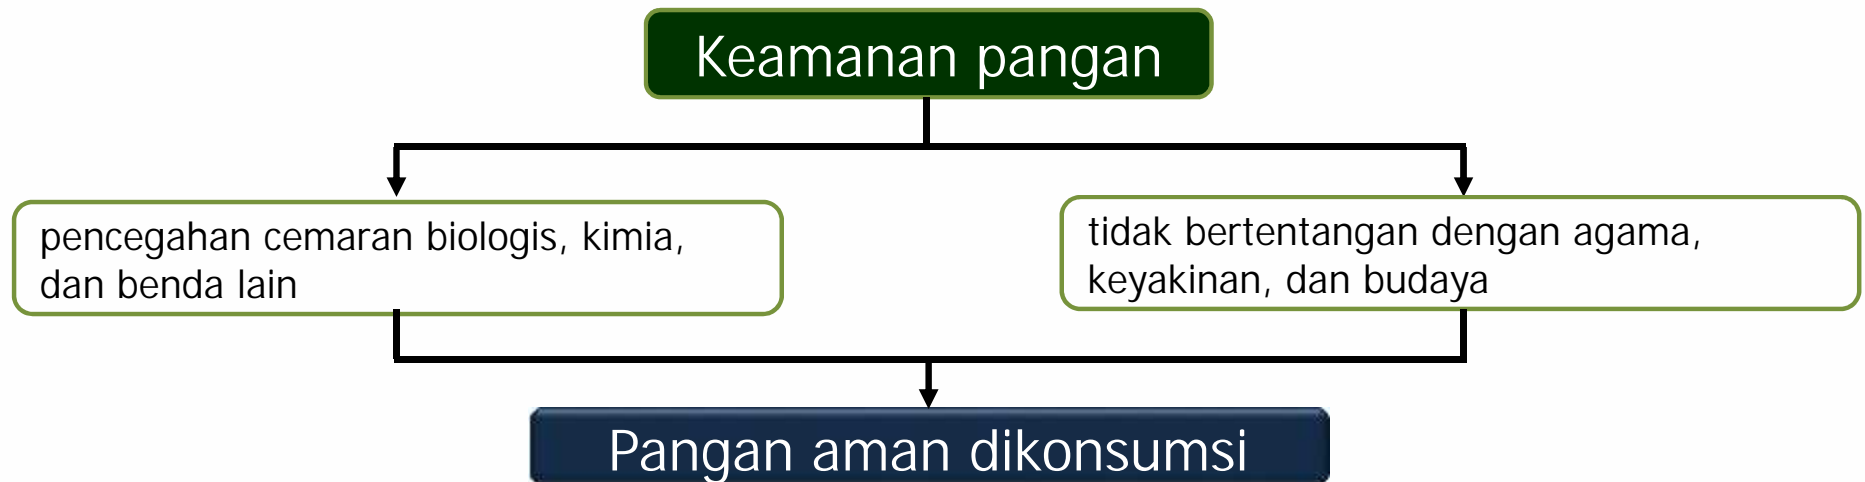 Keamanan pangan
pencegahan cemaran biologis, kimia,
dan benda lain
tidak bertentangan dengan agama,
keyakinan, dan budaya
Pangan aman dikonsumsi